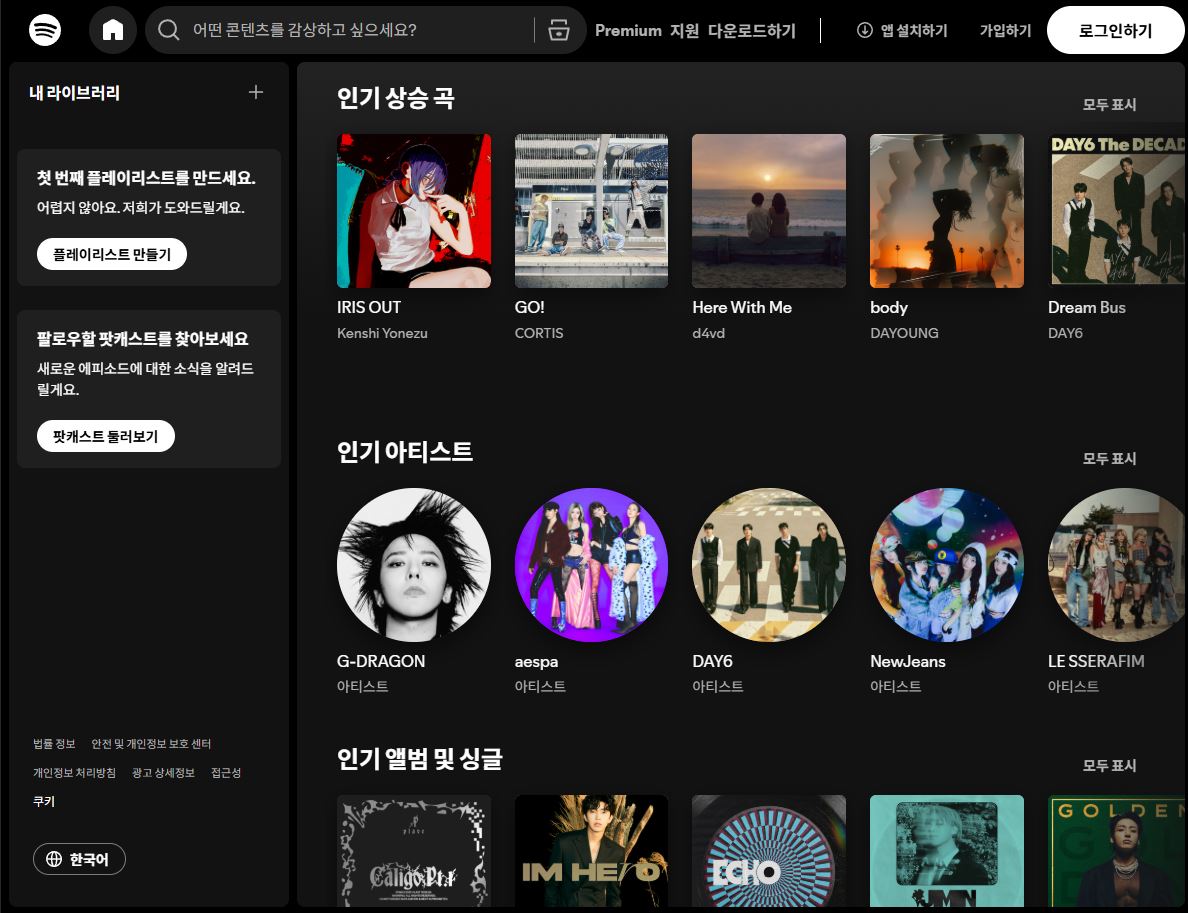 어떤 콘텐츠를 감상하고 싶으세요?
Premium 지원 다운로드하기
앱 설치하기
가입하기
로그인하기
내 라이브러리
첫 번째 플레이리스트를 만드세요.
어렵지 않아요. 저희가 도와드릴게요.
플레이리스트 만들기
팔로우할 팟캐스트를 찾아보세요
새로운 에피소드에 대한 소식을 알려드
릴게요.
팟캐스트 둘러보기
법률 정보 안전 및 개인정보 보호 센터
개인정보 처리방침 광고 상세정보 접근성
쿠키
한국어
인기 상승 곡
모두 표시
DAY6 The DECAD
IRIS OUT
Kenshi Yonezu
GO!
CORTIS
Here With Me
d4vd
body
DAYOUNG
Dream Bus
DAY6
인기 아티스트
모두 표시
G-DRAGON
아티스트
aespa
아티스트
DAY6
아티스트
NewJeans
아티스트
LE SSERAFIM
아티스트
인기 앨범 및 싱글
모두 표시
plave
Caligo Pt.1
IM HERO
ECHO
GOLDEN